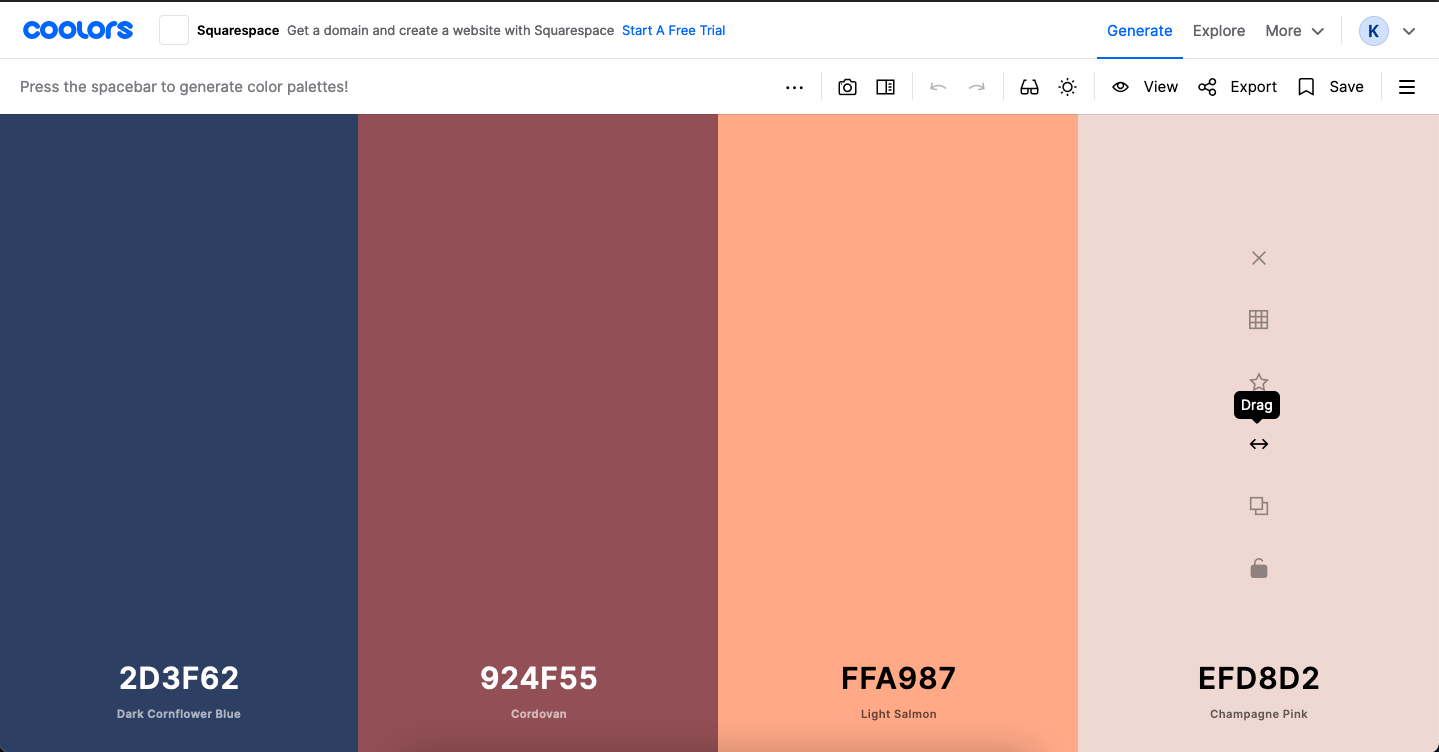 coolors Squarespace Get a domain and create a website with Squarespace Start A Free Trial Generate Explore More K
Press the spacebar to generate color palettes! View Export Save
Drag
2D3F62 924F55 FFA987 EFD8D2
Dark Cornflower Blue Cordovan Light Salmon Champagne Pink